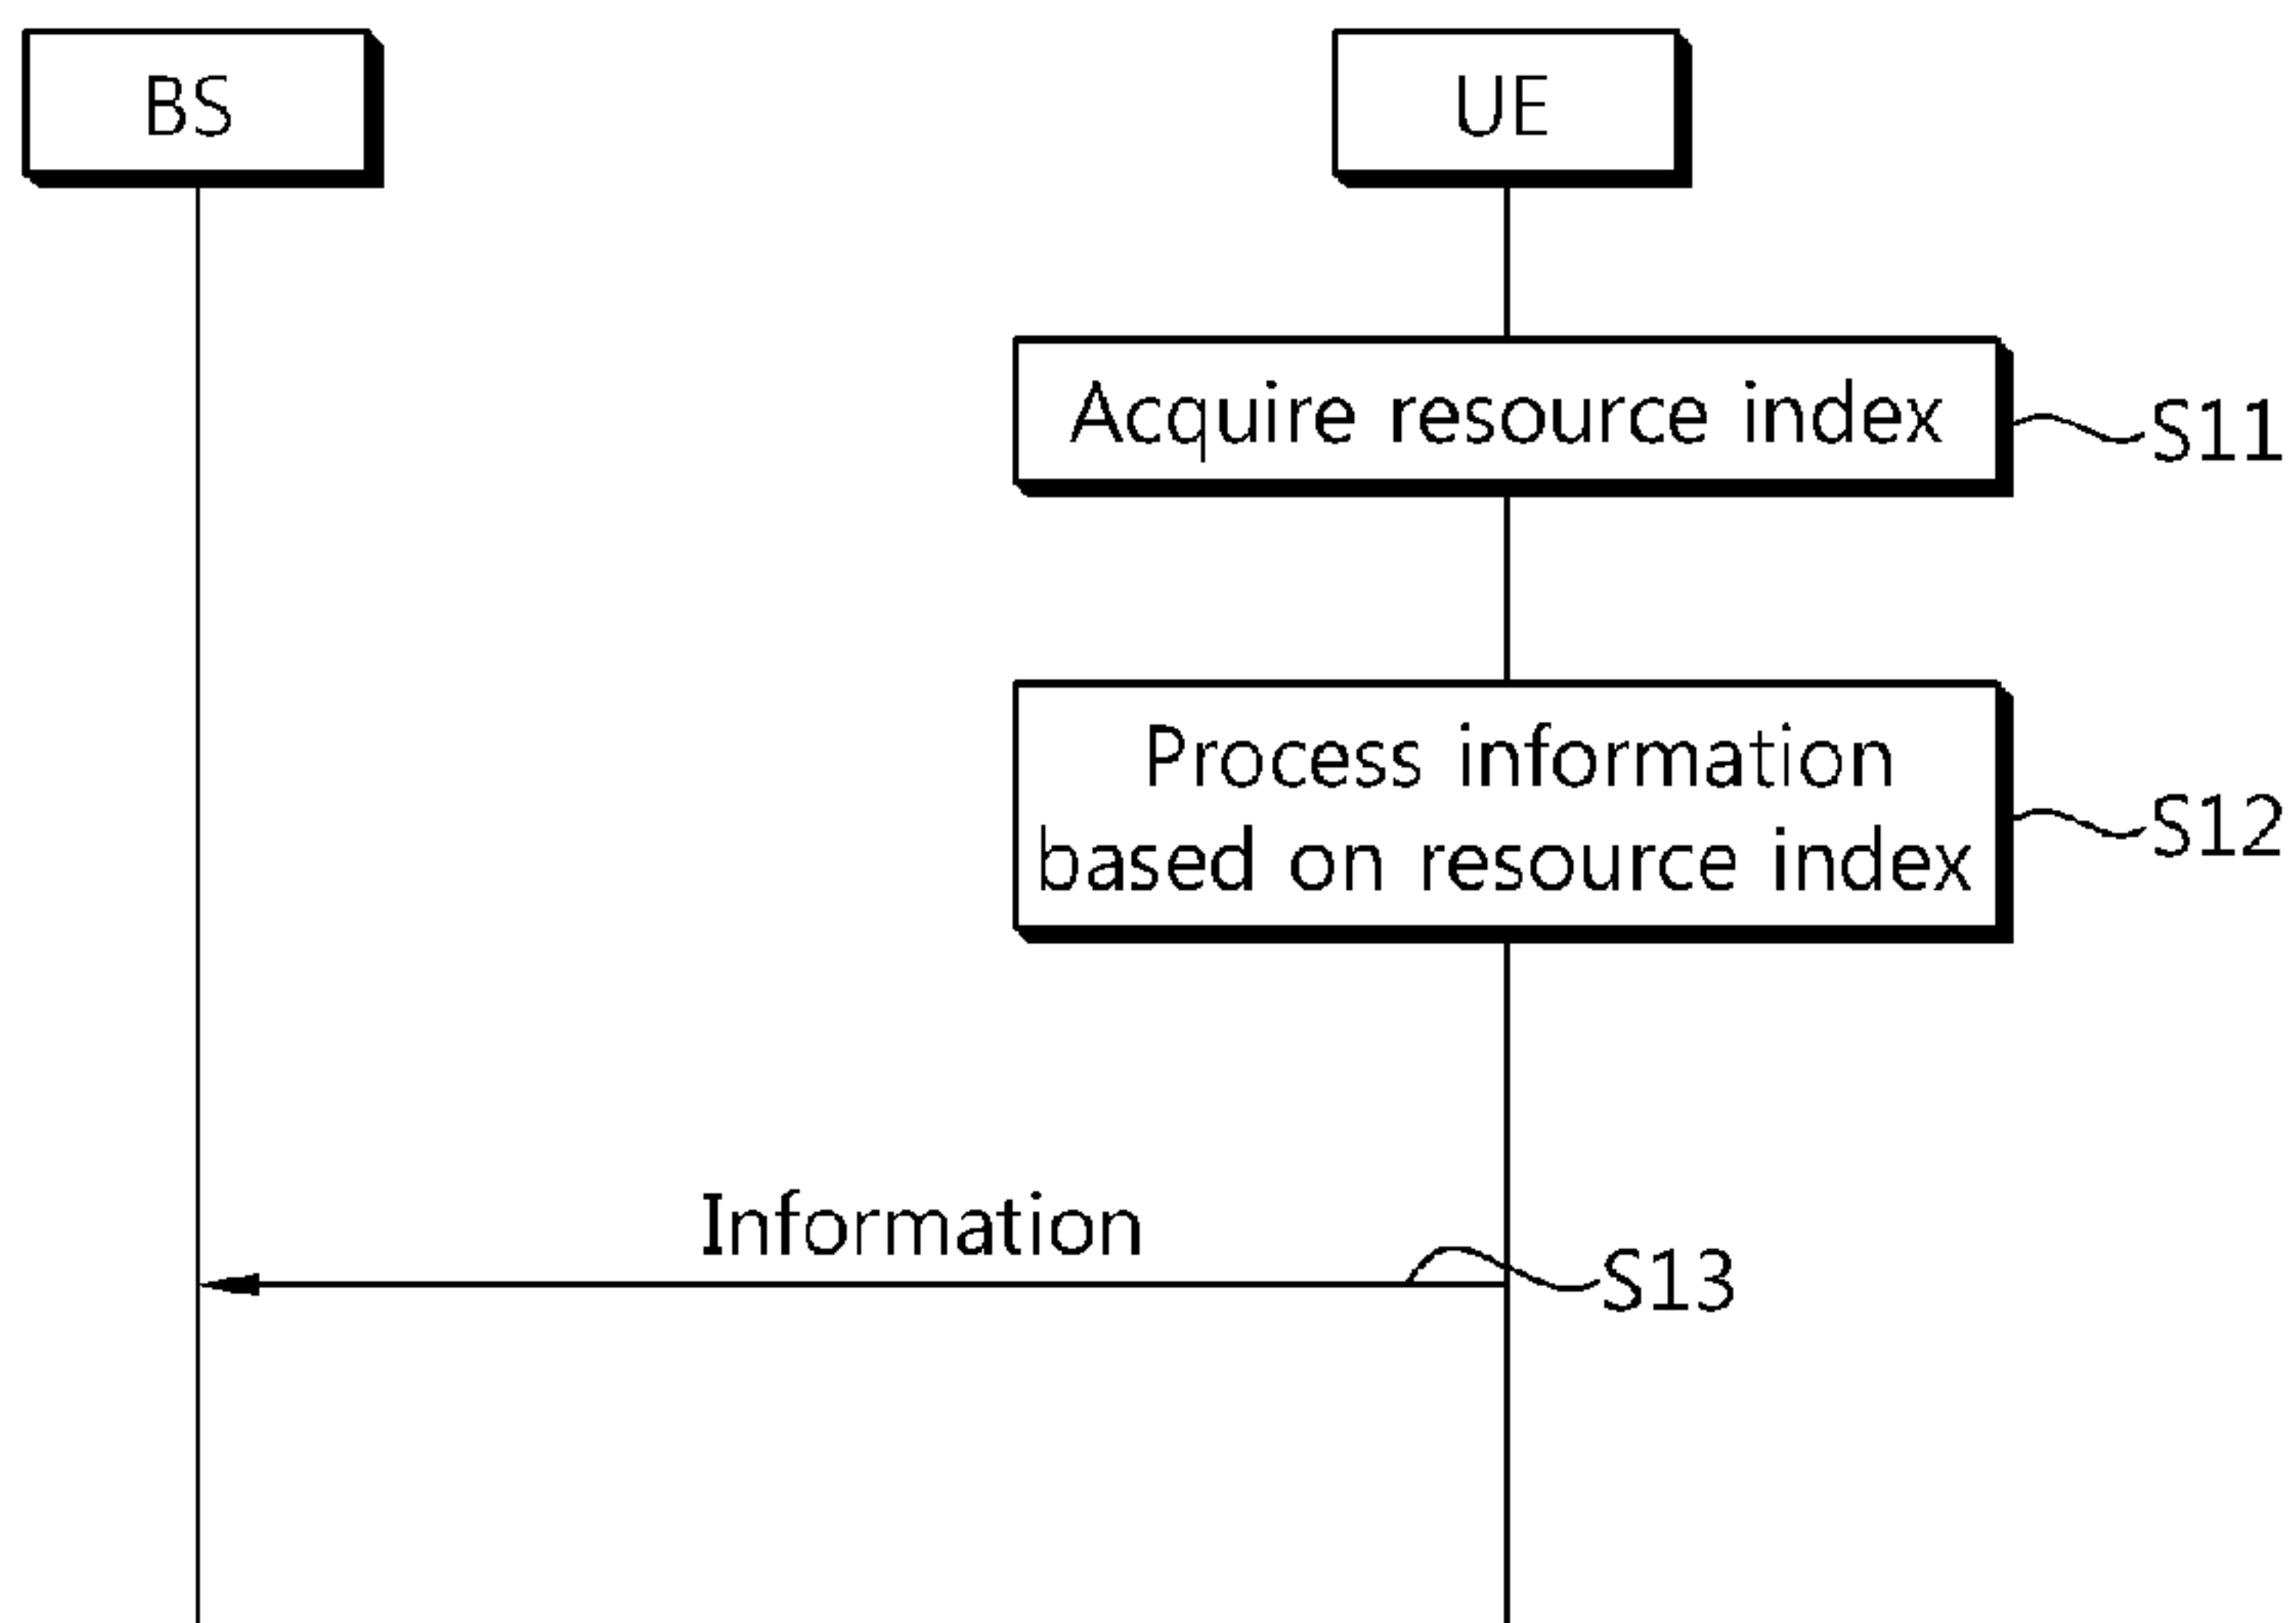 BS
UE
Acquire resource index
S11
Process information
based on resource index
S12
Information
S13